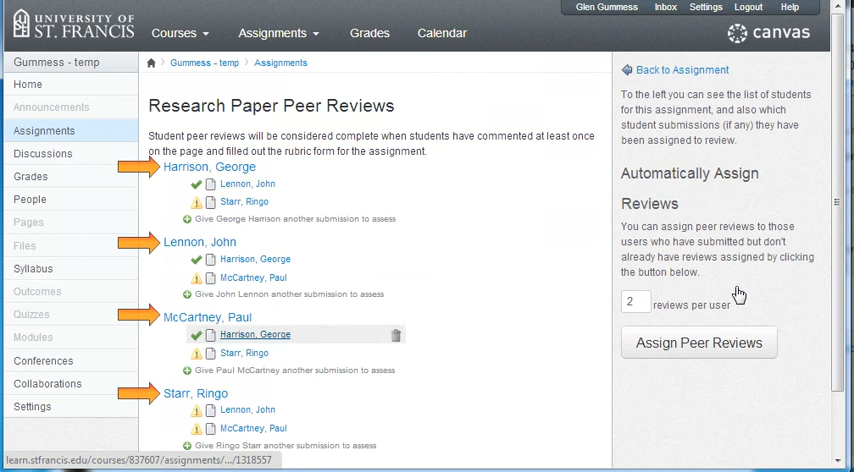 Glen Gummess Inbox Settings Logout Help
UNIVERSITY OF
ST. FRANCIS
Courses Assignments Grades Calendar
canvas
Gummess - temp
Home
Announcements
Assignments
Discussions
Grades
People
Pages
Files
Syllabus
Outcomes
Quizzes
Modules
Conferences
Collaborations
Settings
Gummess - temp Assignments
Research Paper Peer Reviews
Student peer reviews will be considered complete when students have commented at least once
on the page and filled out the rubric form for the assignment.
Harrison, George
Lennon, John
Starr, Ringo
Give George Harrison another submission to assess
Lennon, John
Harrison, George
McCartney, Paul
Give John Lennon another submission to assess
McCartney, Paul
Harrison, George
Starr, Ringo
Give Paul McCartney another submission to assess
Starr, Ringo
Lennon, John
McCartney, Paul
Give Ringo Starr another submission to assess
Back to Assignment
To the left you can see the list of students
for this assignment, and also which
student submissions (if any) they have
been assigned to review.
Automatically Assign
Reviews
You can assign peer reviews to those
users who have submitted but don't
already have reviews assigned by clicking
the button below.
2 reviews per user
Assign Peer Reviews
learn.stfrancis.edu/courses/837607/assignments/.../1318557